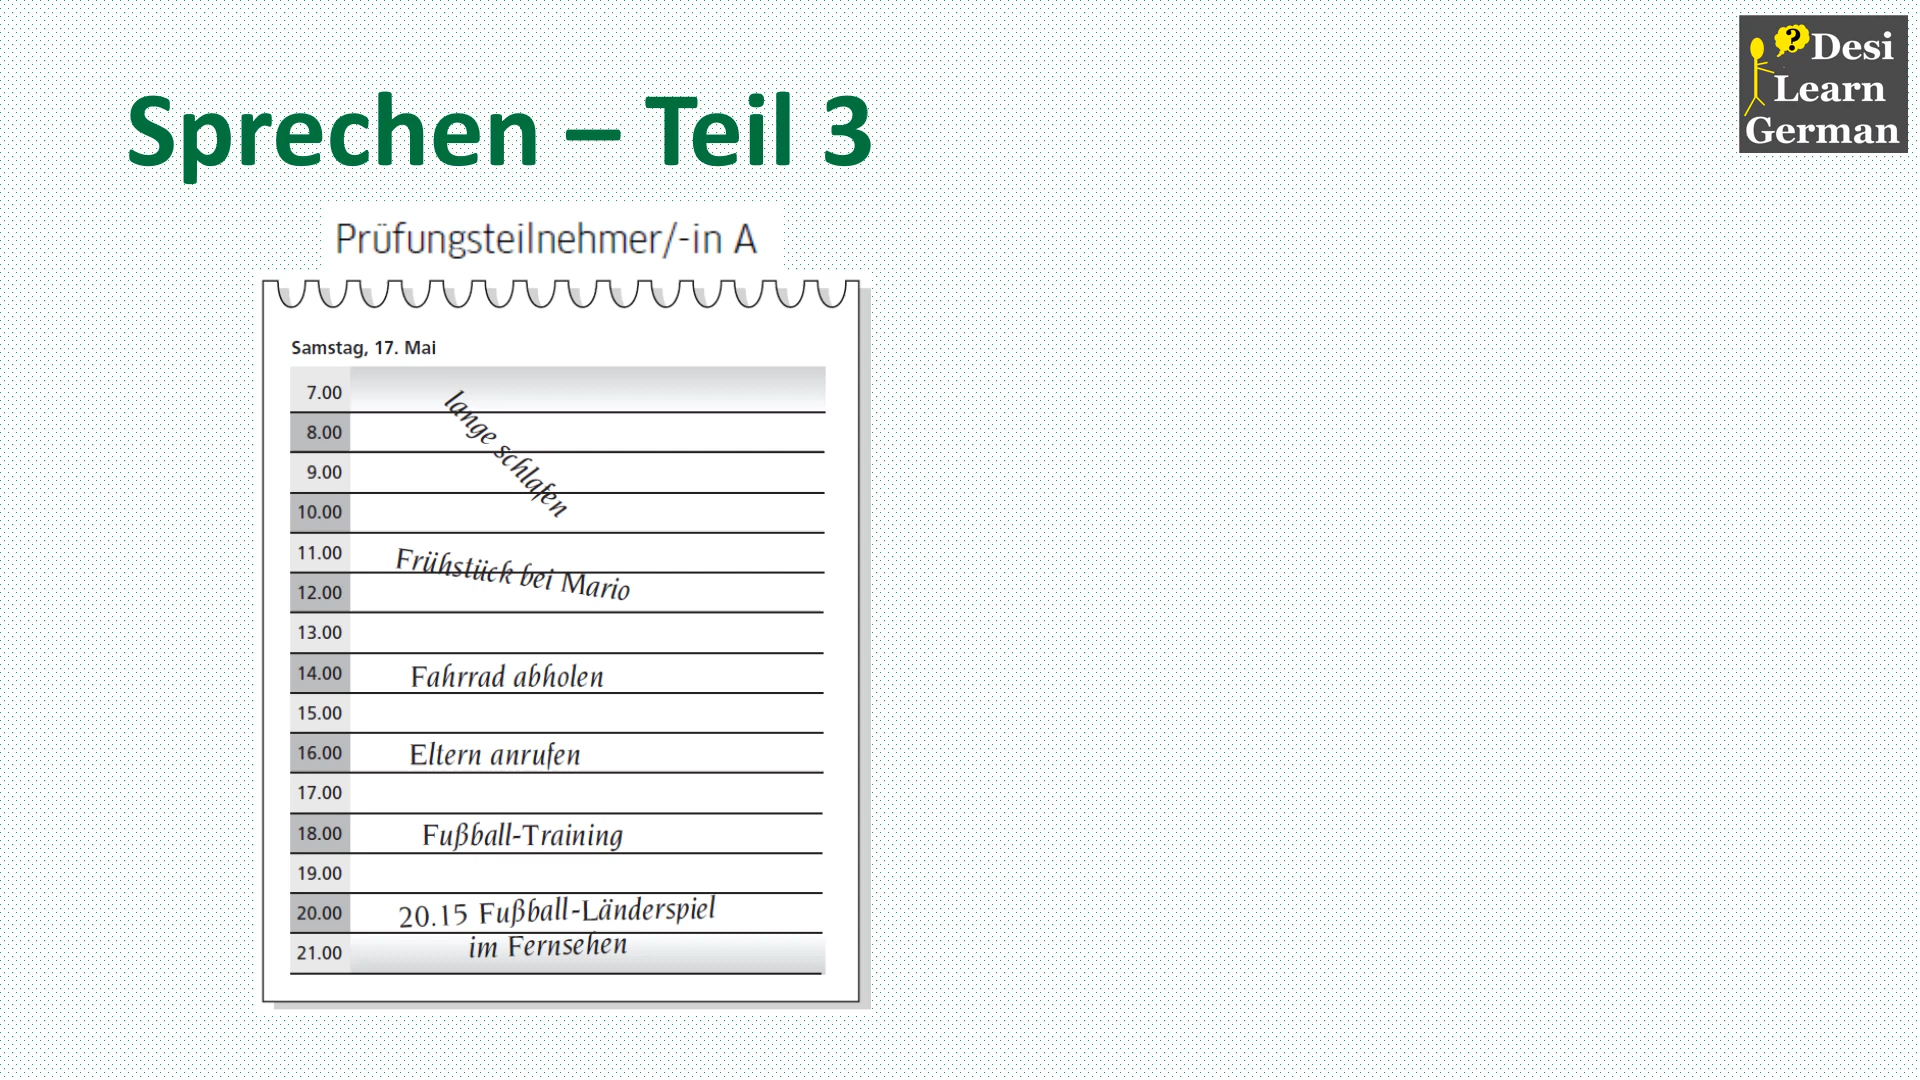 Sprechen – Teil 3
? Desi
Learn
German
Prüfungsteilnehmer/-in A
Samstag, 17. Mai
7.00
lange schlafen
8.00
9.00
10.00
11.00 Frühstück bei Mario
12.00
13.00
14.00 Fahrrad abholen
15.00
16.00 Eltern anrufen
17.00
18.00 Fußball-Training
19.00
20.00 20.15 Fußball-Länderspiel
21.00 im Fernsehen